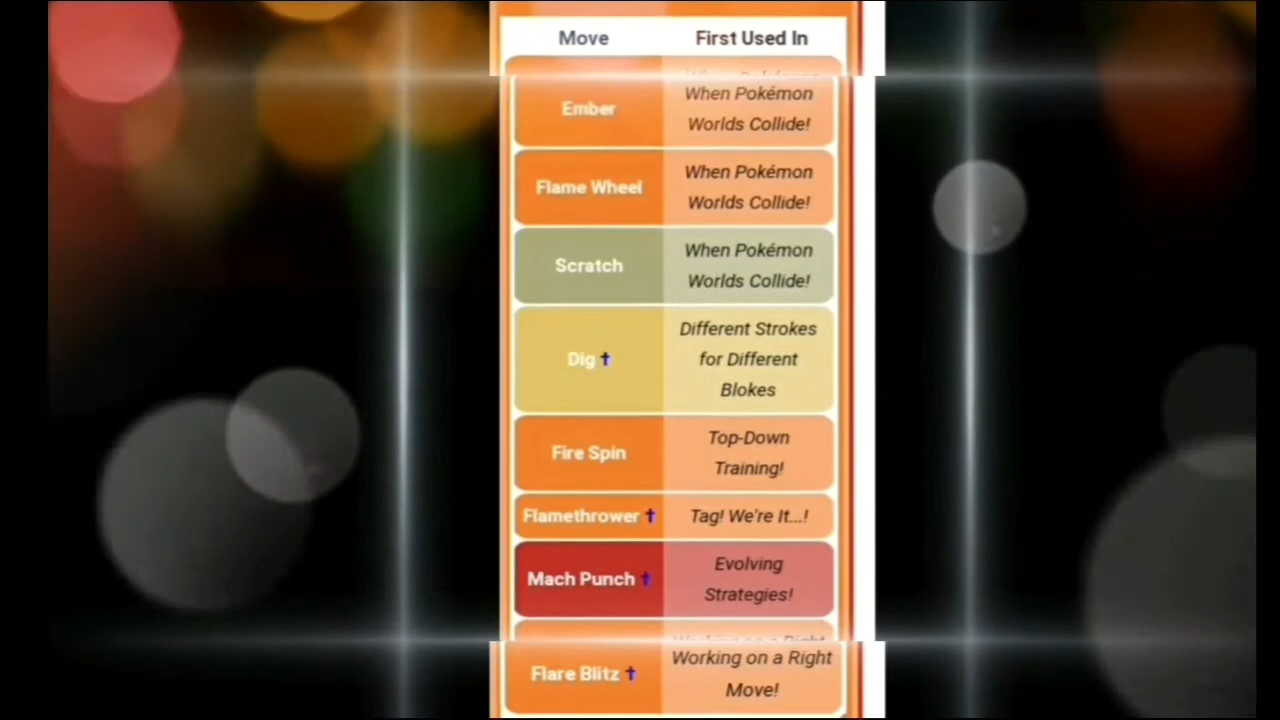 Move First Used In
Ember
When Pokémon
Worlds Collide!
Flame Wheel
When Pokémon
Worlds Collide!
Scratch
When Pokémon
Worlds Collide!
Dig †
Different Strokes
for Different
Blokes
Fire Spin
Top-Down
Training!
Flamethrower †
Tag! We're It...!
Mach Punch †
Evolving
Strategies!
Flare Blitz †
Working on a Right
Move!